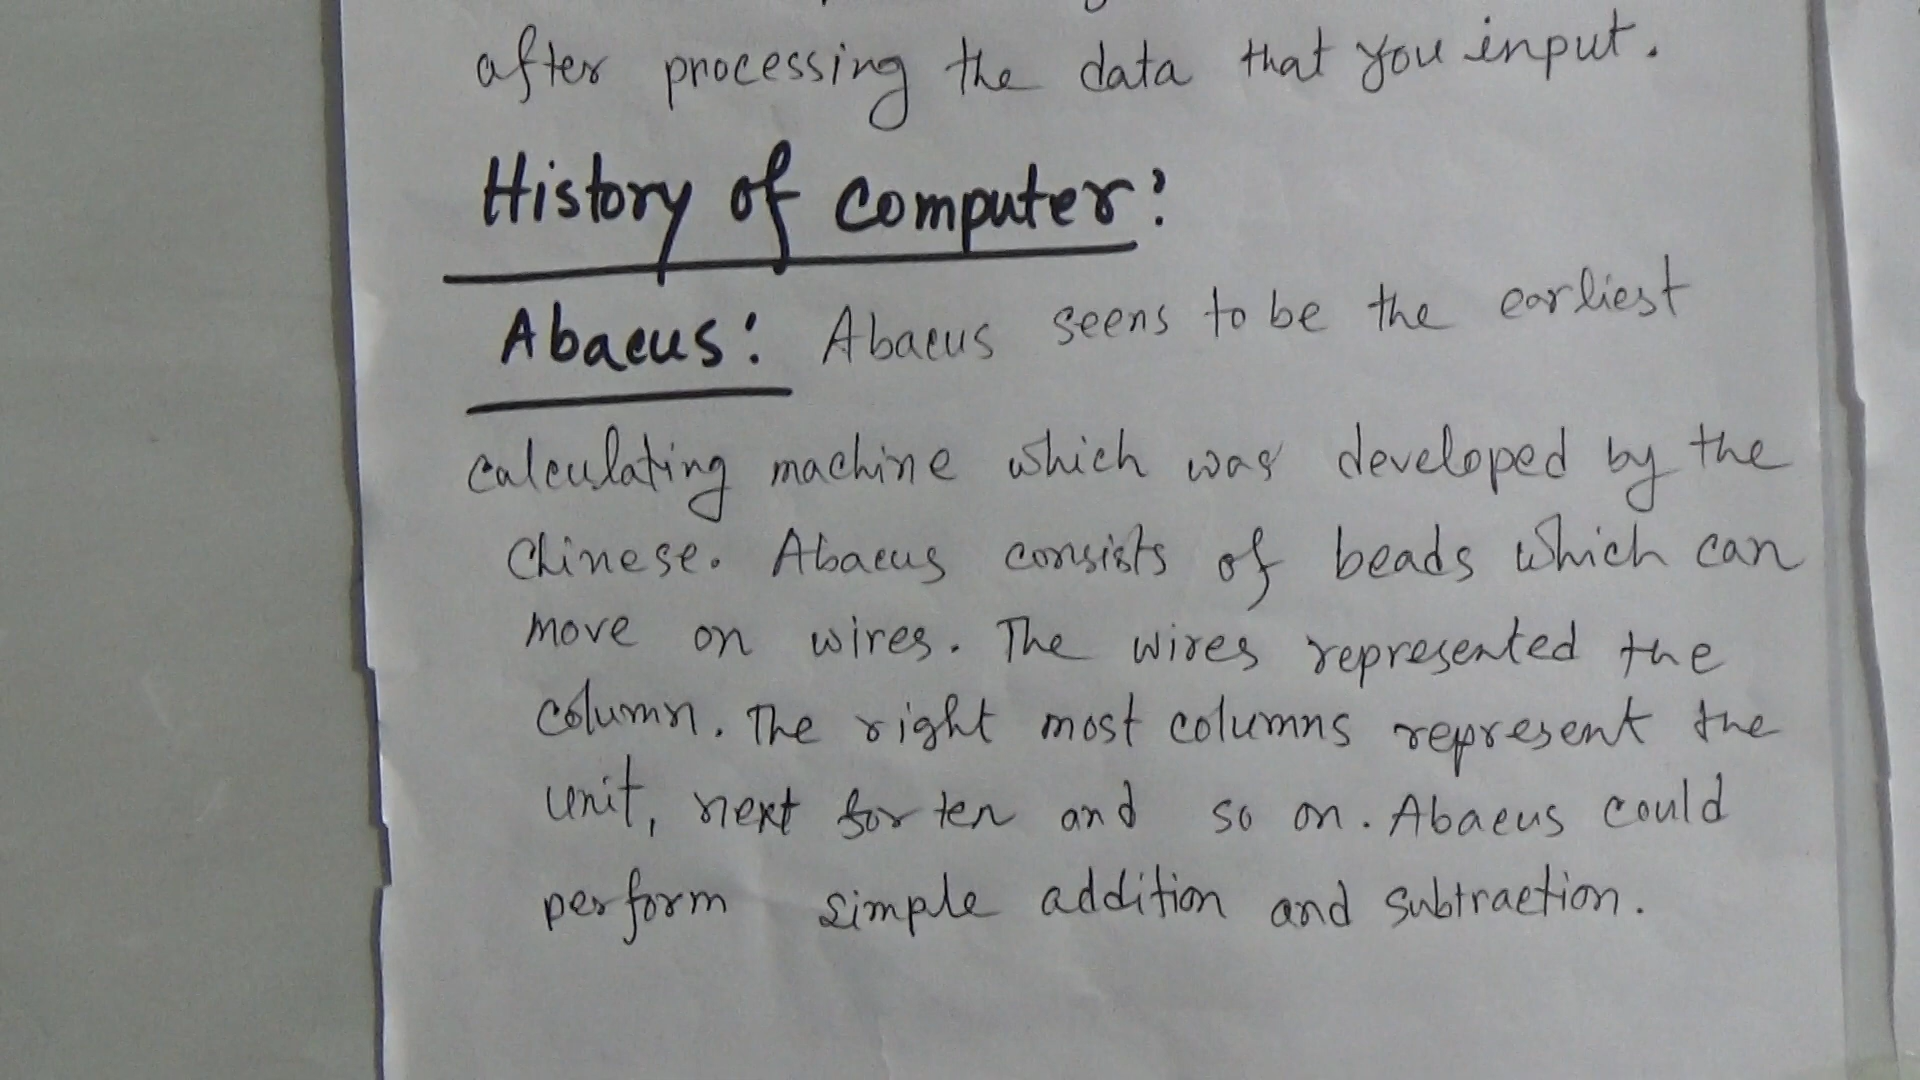 after processing the data that you input.
History of computer:
Abacus: Abacus seens to be the earliest
calculating machine which was developed by the
Chinese. Abacus consists of beads which can
move on wires. The wires represented the
column. The right most columns represent the
unit, next for ten and so on. Abacus could
perform simple addition and subtraction.